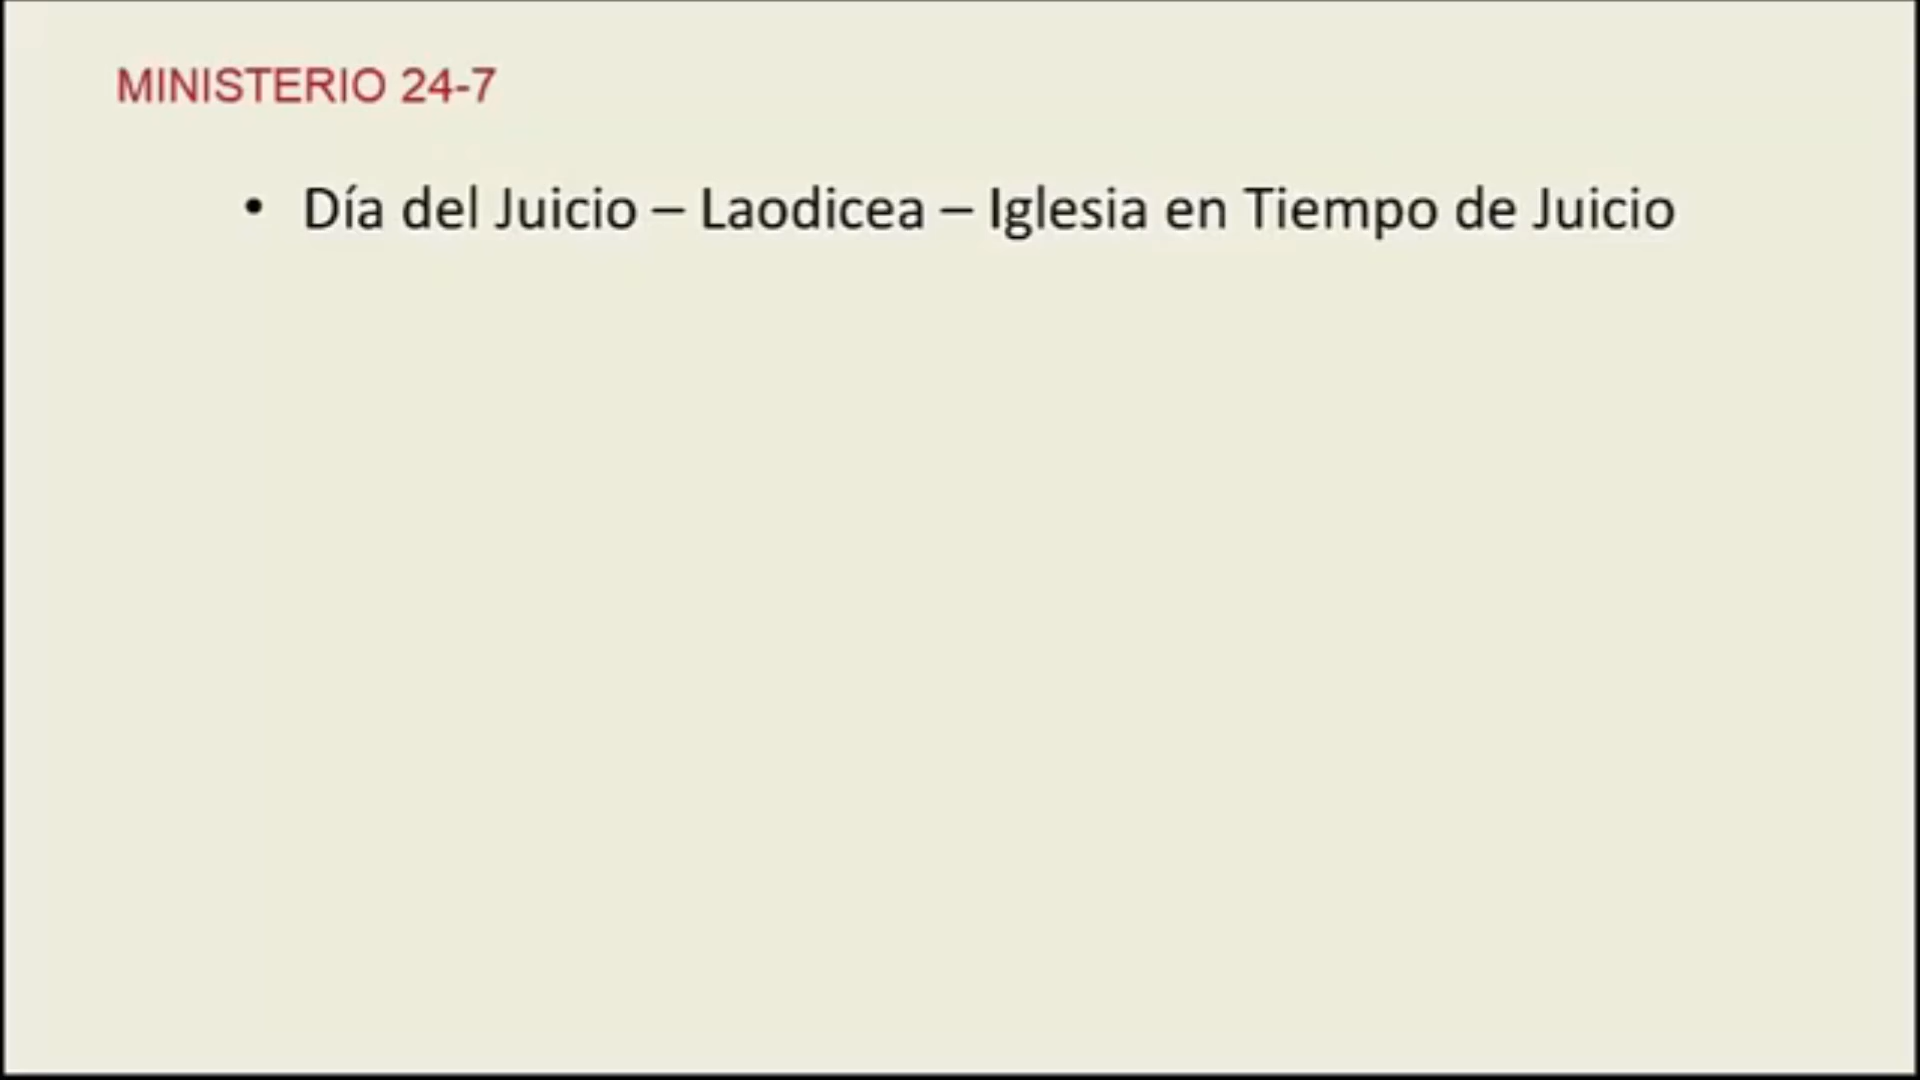 MINISTERIO 24-7
• Día del Juicio – Laodicea – Iglesia en Tiempo de Juicio